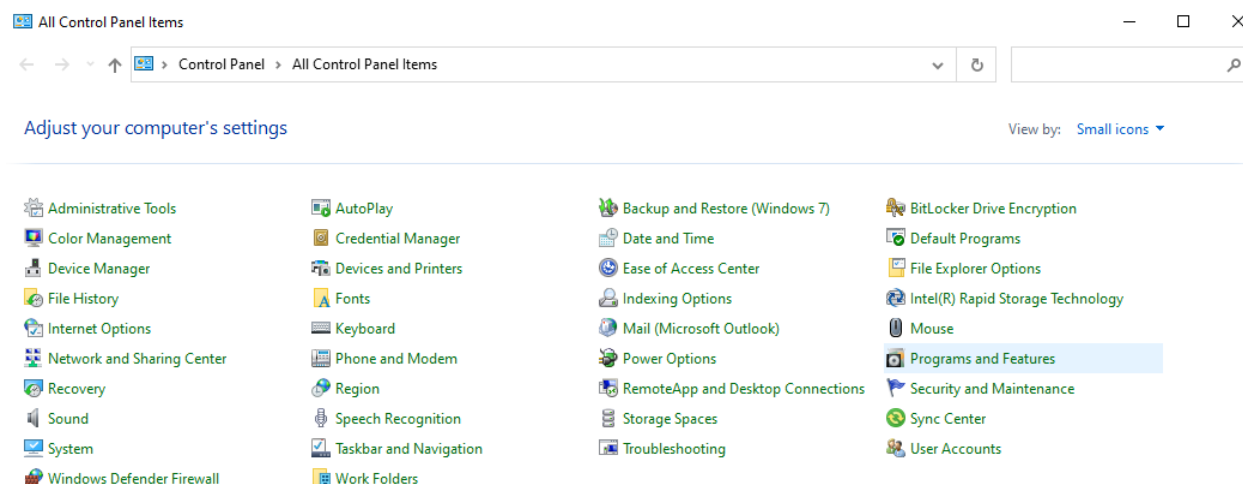 All Control Panel Items
Control Panel > All Control Panel Items
Adjust your computer's settings
View by: Small icons
Administrative Tools AutoPlay Backup and Restore (Windows 7) BitLocker Drive Encryption
Color Management Credential Manager Date and Time Default Programs
Device Manager Devices and Printers Ease of Access Center File Explorer Options
File History Fonts Indexing Options Intel(R) Rapid Storage Technology
Internet Options Keyboard Mail (Microsoft Outlook) Mouse
Network and Sharing Center Phone and Modem Power Options Programs and Features
Recovery Region RemoteApp and Desktop Connections Security and Maintenance
Sound Speech Recognition Storage Spaces Sync Center
System Taskbar and Navigation Troubleshooting User Accounts
Windows Defender Firewall Work Folders